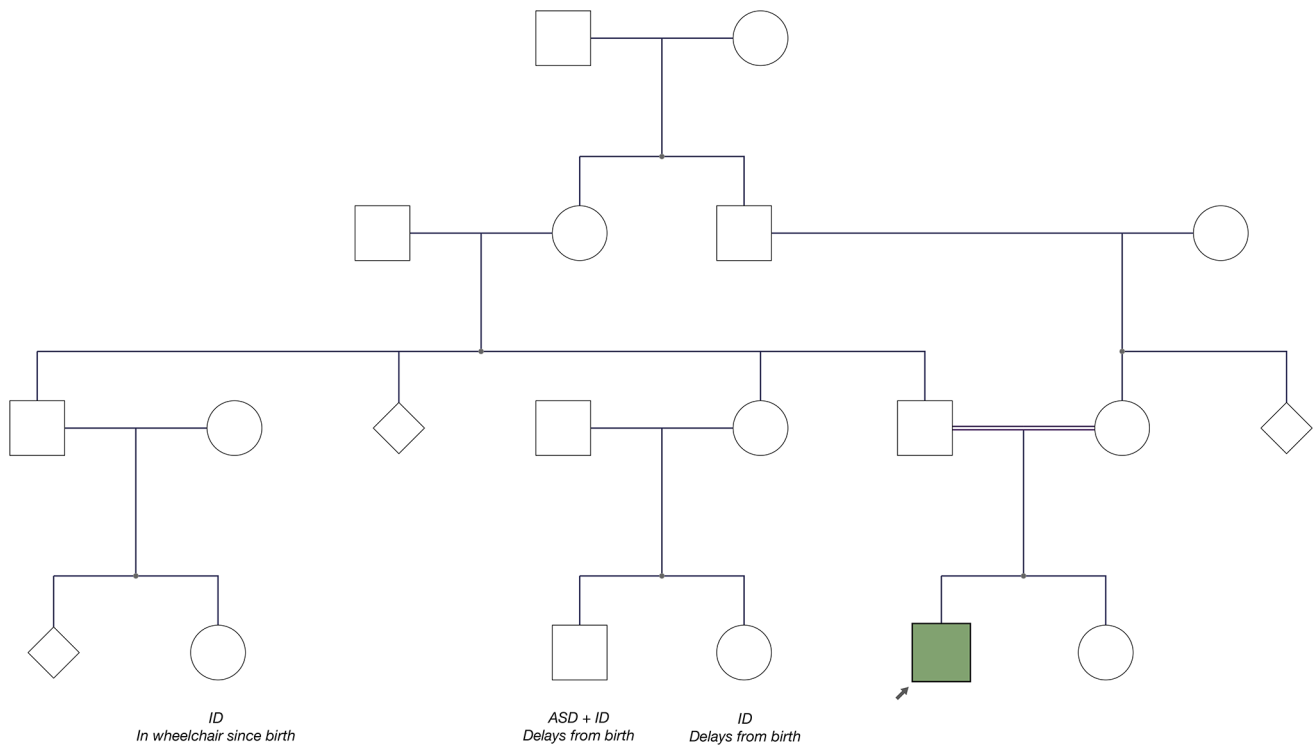 ID
In wheelchair since birth
ASD + ID
Delays from birth
ID
Delays from birth